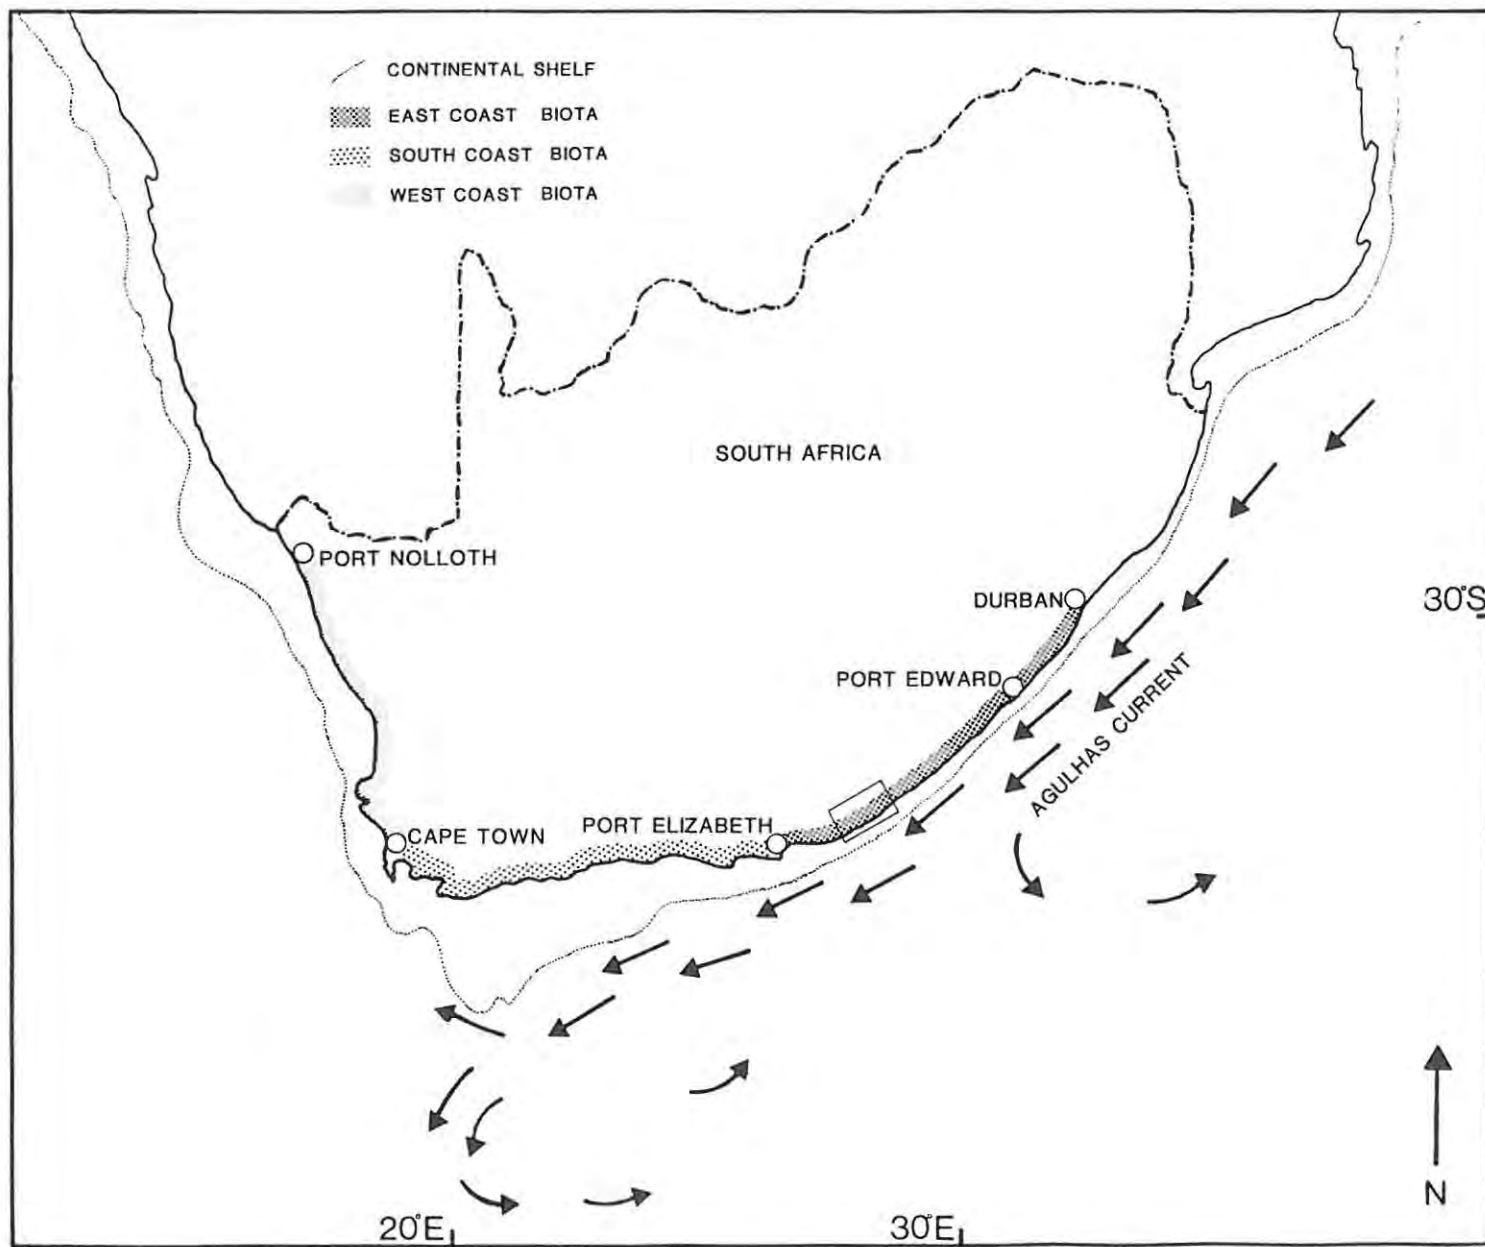 CONTINENTAL SHELF
EAST COAST BIOTA
SOUTH COAST BIOTA
WEST COAST BIOTA
SOUTH AFRICA
PORT NOLLOTH
DURBAN
30°S
PORT EDWARD
AGULHAS CURRENT
PORT ELIZABETH
CAPE TOWN
N
20°E
30°E